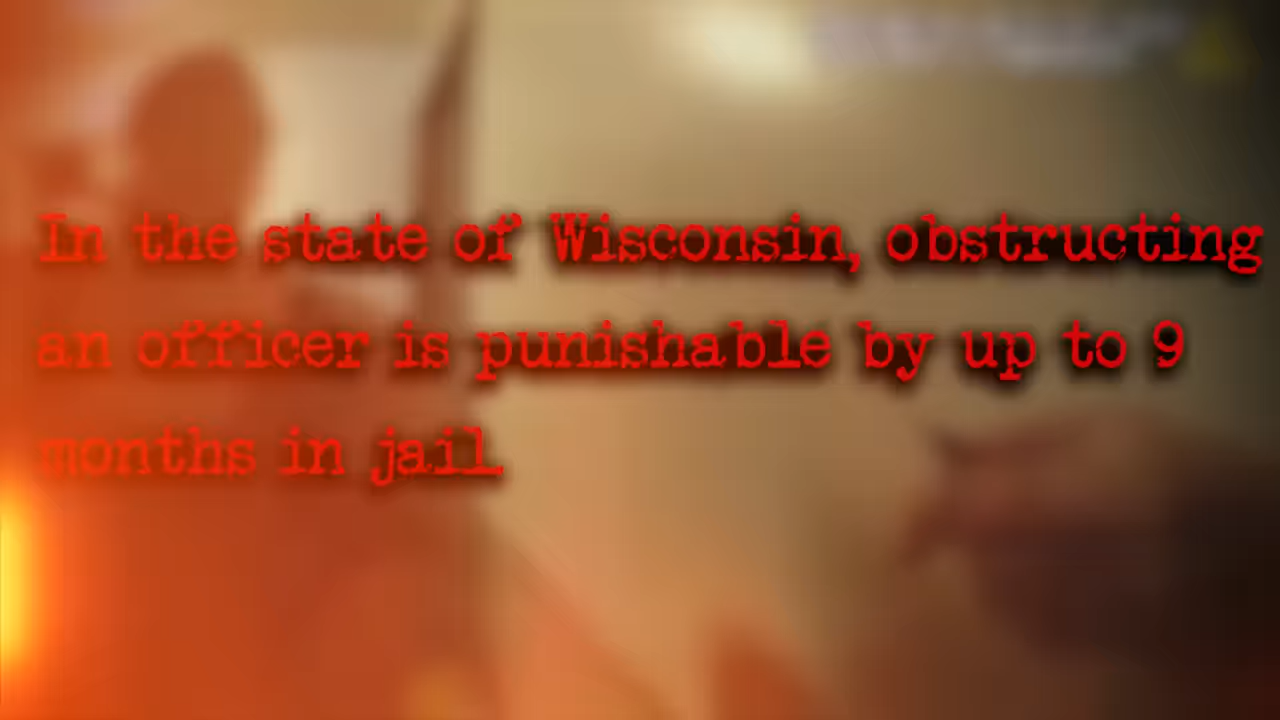 In the state of Wisconsin, obstructing
an officer is punishable by up to 9
months in jail.